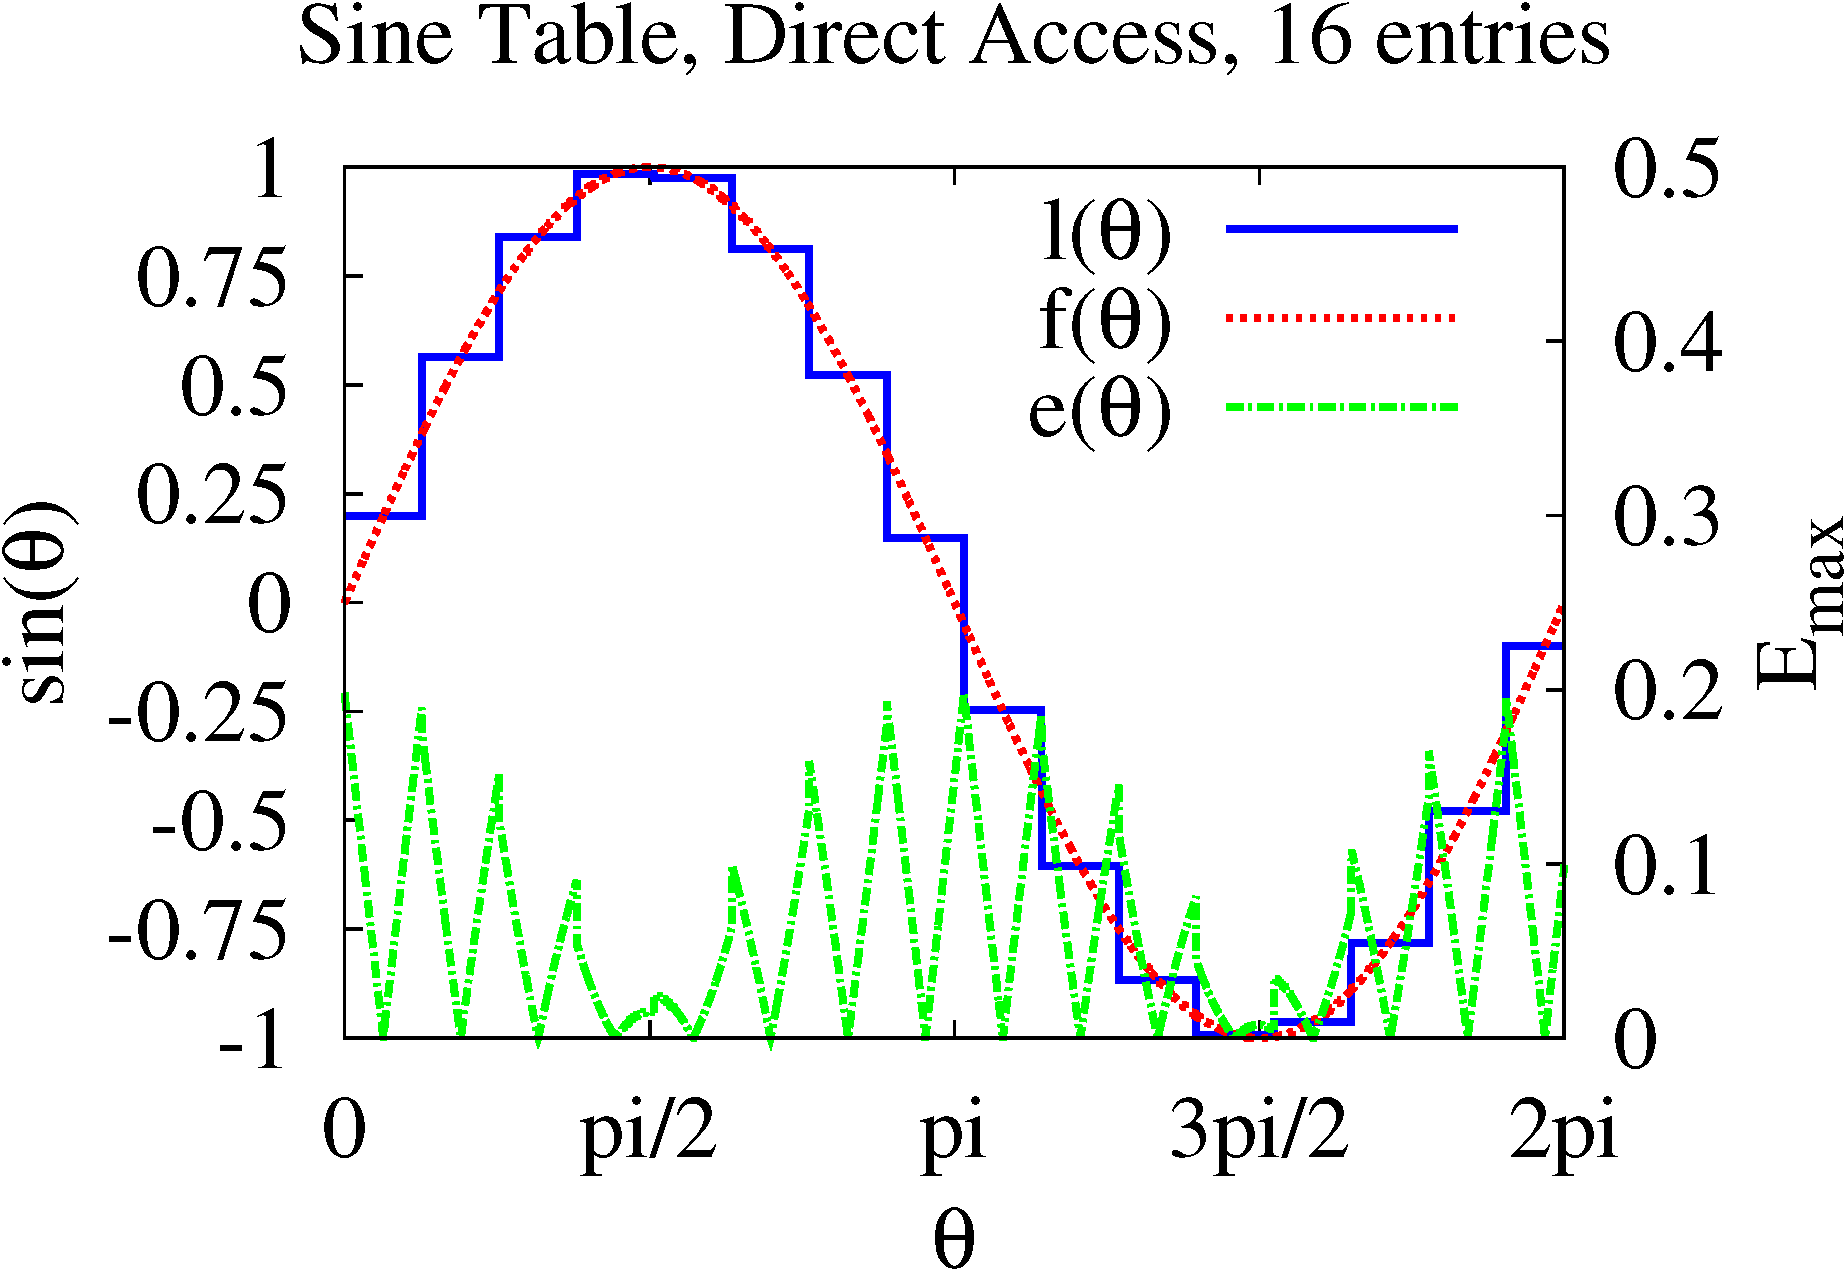 Sine Table, Direct Access, 16 entries
1
0.75
0.5
0.25
0
-0.25
-0.5
-0.75
-1
sin(θ)
l(θ)
f(θ)
e(θ)
0.5
0.4
0.3
0.2
0.1
0
E_max
0 pi/2 pi 3pi/2 2pi
θ